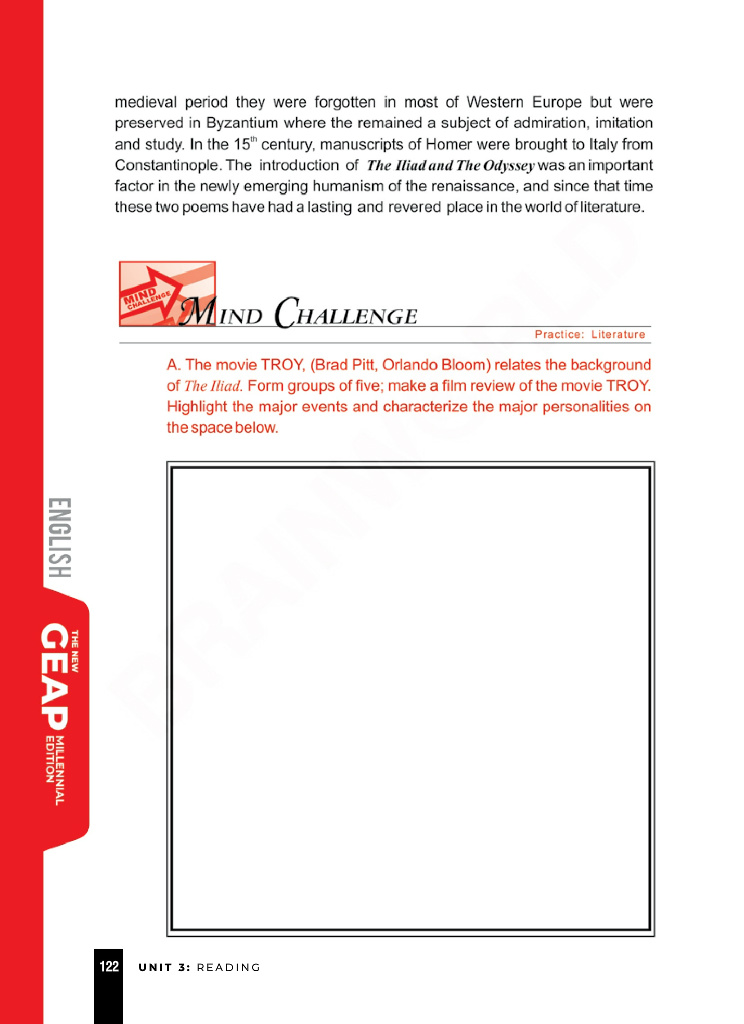 medieval period they were forgotten in most of Western Europe but were
preserved in Byzantium where the remained a subject of admiration, imitation
and study. In the 15th century, manuscripts of Homer were brought to Italy from
Constantinople. The introduction of The Iliad and The Odyssey was an important
factor in the newly emerging humanism of the renaissance, and since that time
these two poems have had a lasting and revered place in the world of literature.
MIND
CHALLENGE
MIND CHALLENGE
Practice: Literature
A. The movie TROY, (Brad Pitt, Orlando Bloom) relates the background
of The Iliad. Form groups of five; make a film review of the movie TROY.
Highlight the major events and characterize the major personalities on
the space below.
BRAINWORLD
ENGLISH
THE NEW
GEAP
MILLENNIAL
EDITION
122 UNIT 3: READING